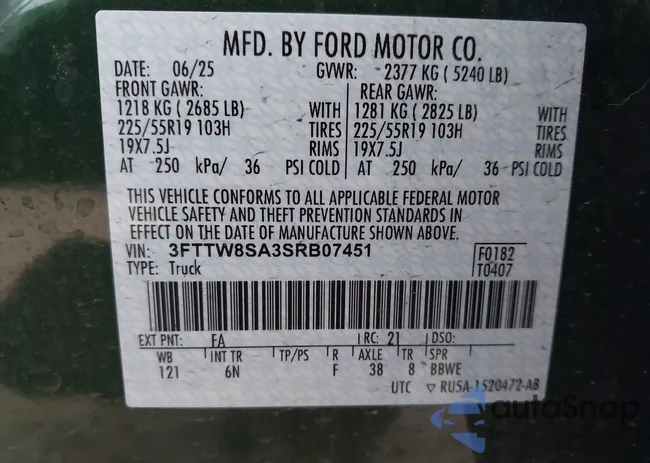 MFD. BY FORD MOTOR CO.
DATE: 06/25 GVWR: 2377 KG ( 5240 LB)
FRONT GAWR: REAR GAWR:
1218 KG ( 2685 LB) WITH 1281 KG ( 2825 LB) WITH
225/55R19 103H TIRES 225/55R19 103H TIRES
19X7.5J RIMS 19X7.5J RIMS
AT 250 kPa/ 36 PSI COLD AT 250 kPa/ 36 PSI COLD
THIS VEHICLE CONFORMS TO ALL APPLICABLE FEDERAL MOTOR
VEHICLE SAFETY AND THEFT PREVENTION STANDARDS IN
EFFECT ON THE DATE OF MANUFACTURE SHOWN ABOVE.
VIN: 3FTTW8SA3SRB07451 F0182
TYPE: Truck T0407
EXT PNT: FA RC: 21 DSO:
WB INT TR TP/PS R AXLE TR SPR
121 6N F 38 8 BBWE
UTC ▽ RU5A-1520472-AB
autoSnap